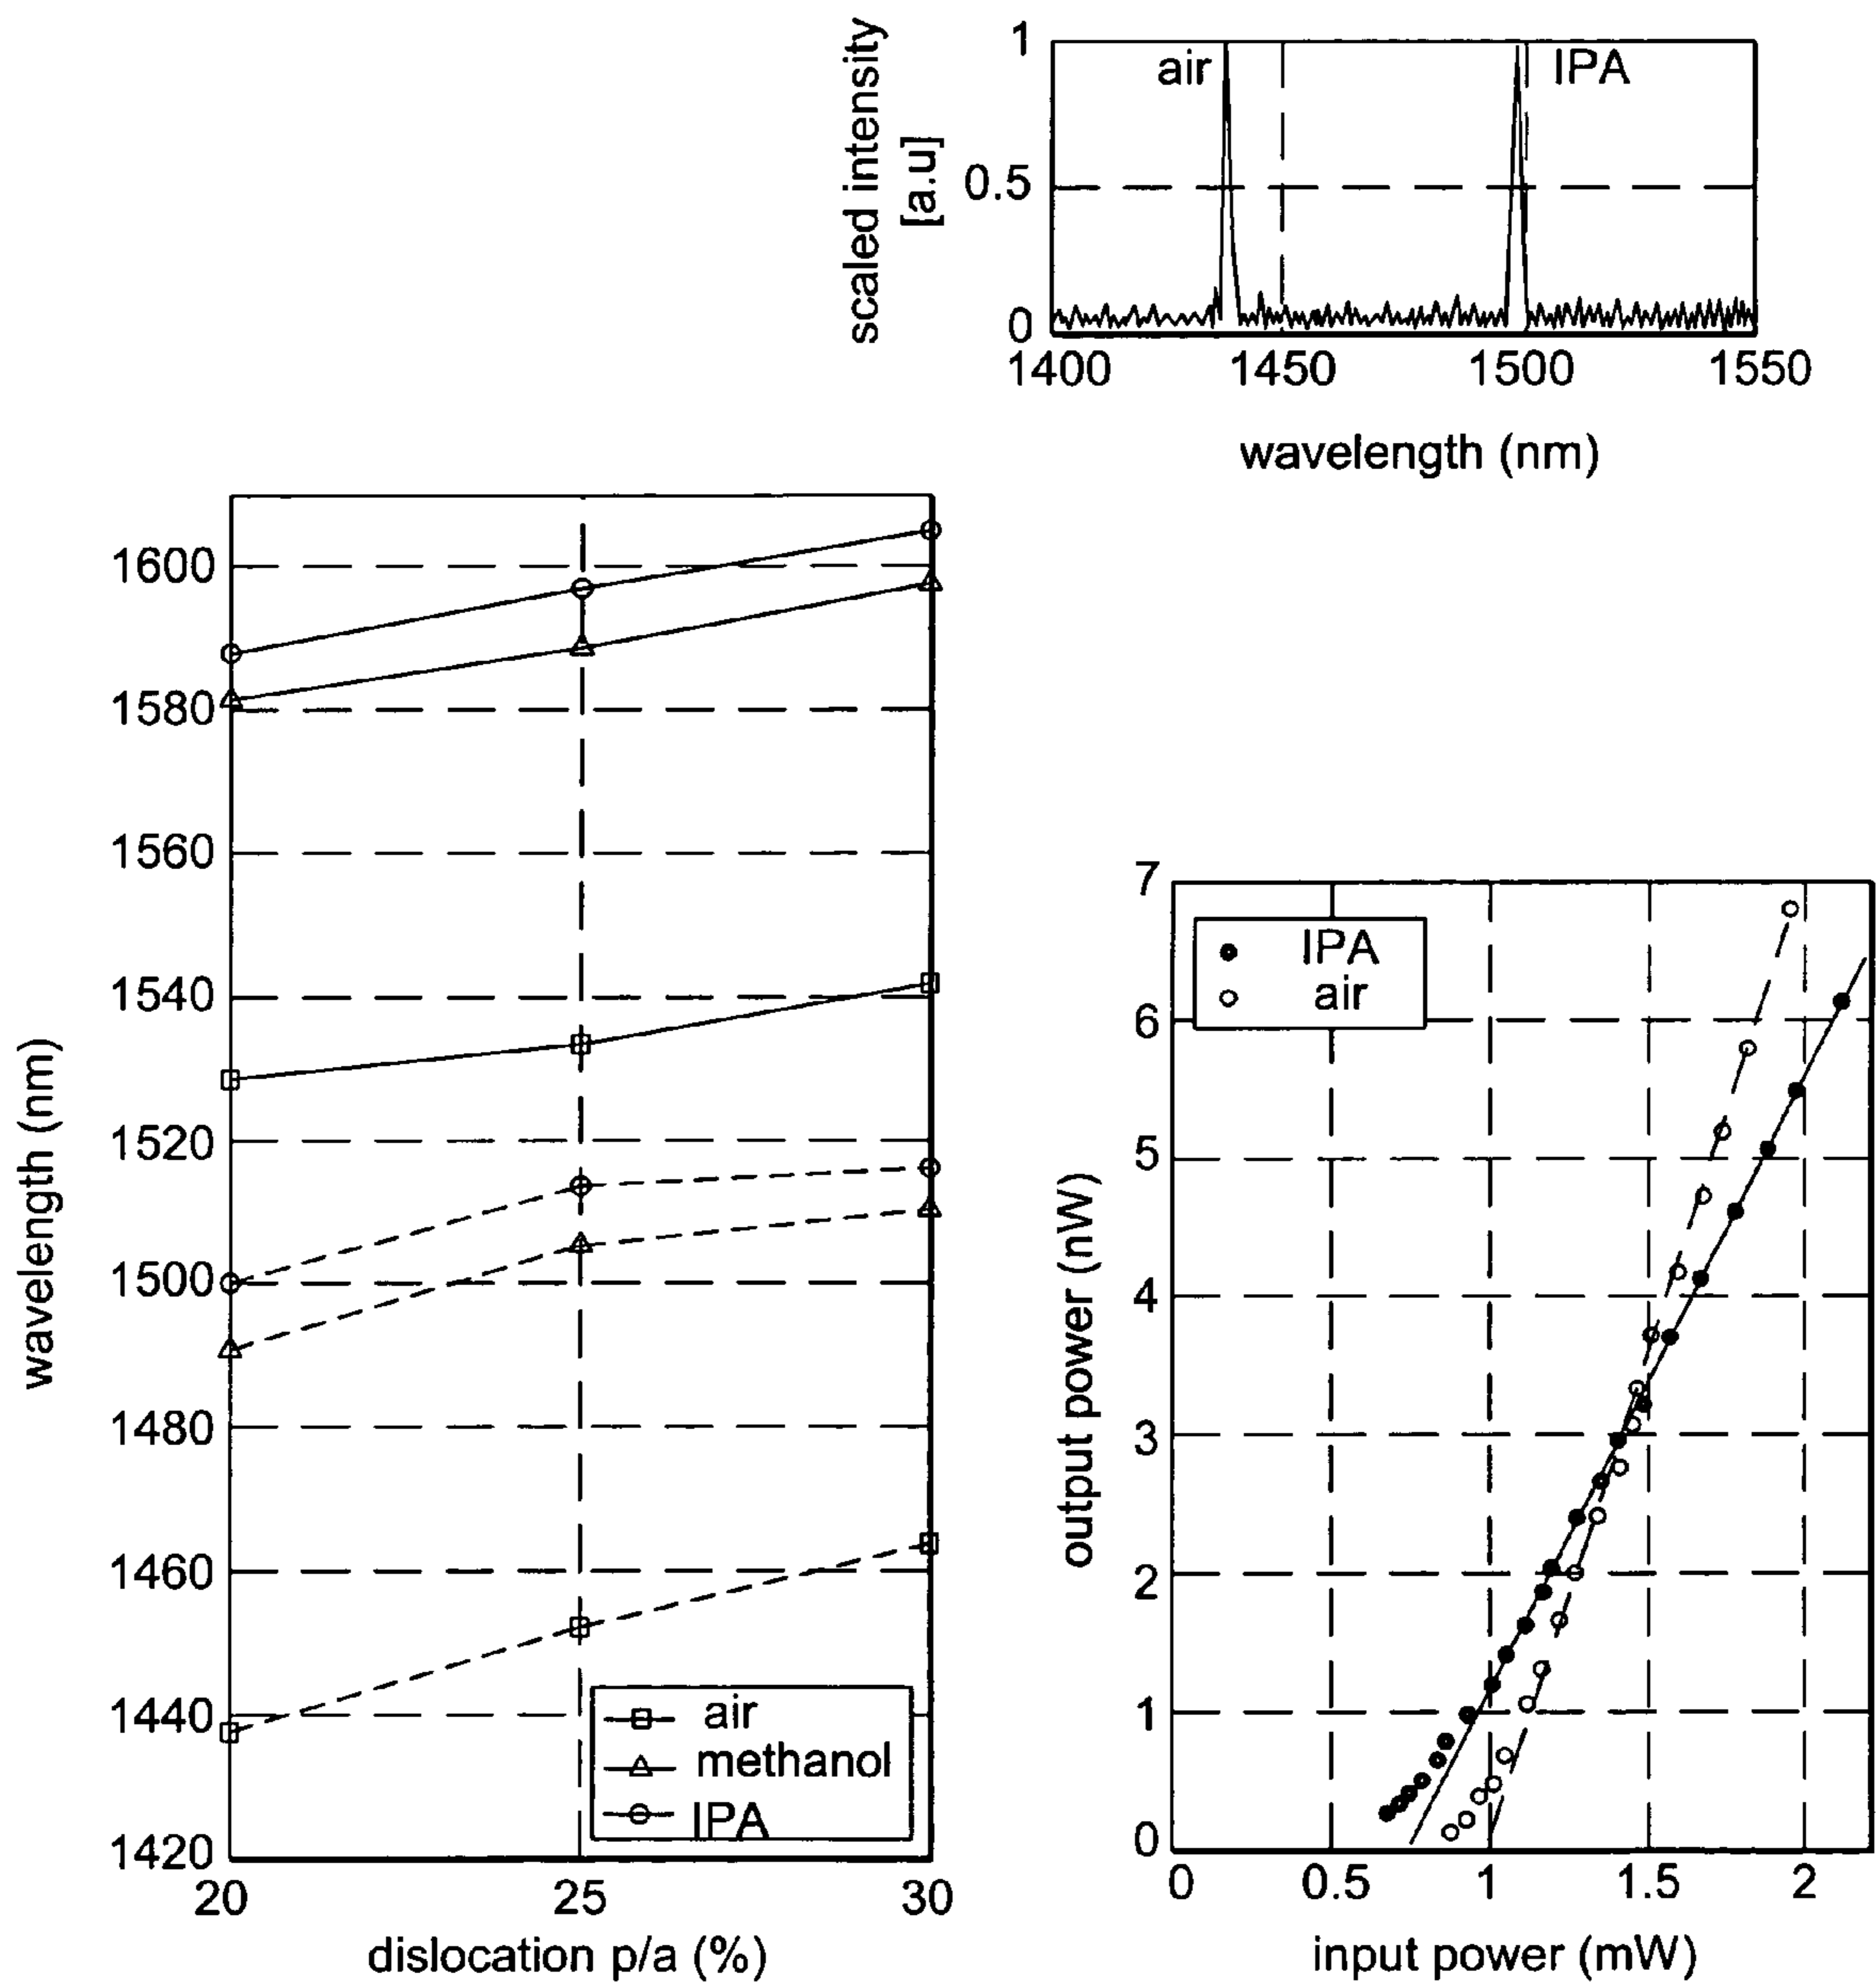 scaled intensity
[a.u]
1
0.5
0
air
IPA
1400 1450 1500 1550
wavelength (nm)
wavelength (nm)
1600
1580
1560
1540
1520
1500
1480
1460
1440
1420
air
methanol
IPA
20 25 30
dislocation p/a (%)
output power (nW)
7
6
5
4
3
2
1
0
IPA
air
0 0.5 1 1.5 2
input power (mW)